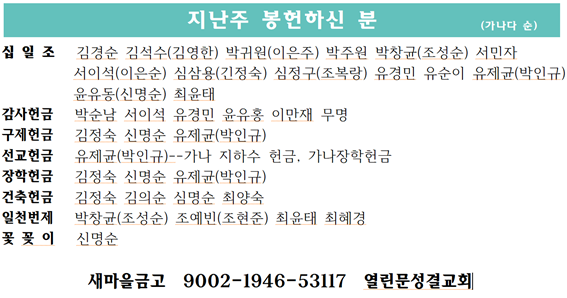 지난주 봉헌하신 분 (가나다 순)
십 일 조 김경순 김석수(김영한) 박귀원(이은주) 박주원 박창균(조성순) 서민자
서이석(이은순) 심삼용(긴정숙) 심정구(조복랑) 유경민 유순이 유제균(박인규)
윤유동(신명순) 최윤태
감사헌금 박순남 서이석 유경민 윤유홍 이만재 무명
구제헌금 김정숙 신명순 유제균(박인규)
선교헌금 유제균(박인규)--가나 지하수 헌금. 가나장학헌금
장학헌금 김정숙 신명순 유제균(박인규)
건축헌금 김정숙 김의순 심명순 최양숙
일천번제 박창균(조성순) 조예빈(조현준) 최윤태 최혜경
꽃 꽂 이 신명순
새마을금고 9002-1946-53117 열린문성결교회